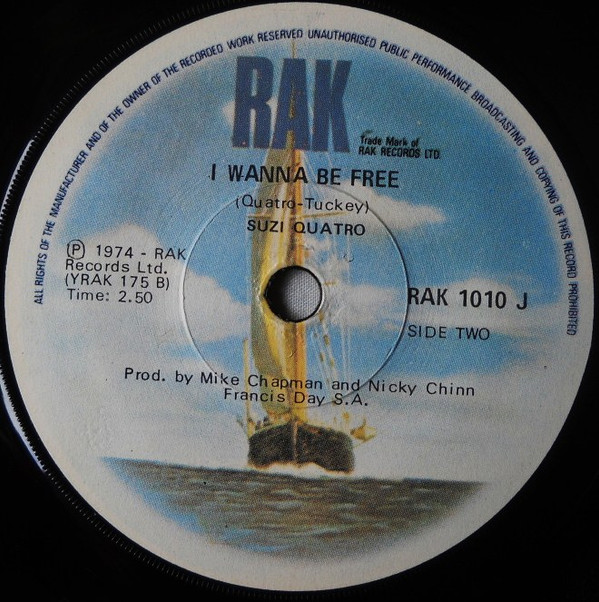 ALL RIGHTS OF THE MANUFACTURER AND OF THE OWNER OF THE RECORDED WORK RESERVED UNAUTHORISED PUBLIC PERFORMANCE BROADCASTING AND COPYING OF THIS RECORD PROHIBITED
RAK
Trade Mark of
RAK RECORDS LTD.
I WANNA BE FREE
(Quatro-Tuckey)
SUZI QUATRO
Ⓟ 1974 - RAK
Records Ltd.
(YRAK 175 B)
Time: 2.50
RAK 1010 J
SIDE TWO
Prod. by Mike Chapman and Nicky Chinn
Francis Day S.A.